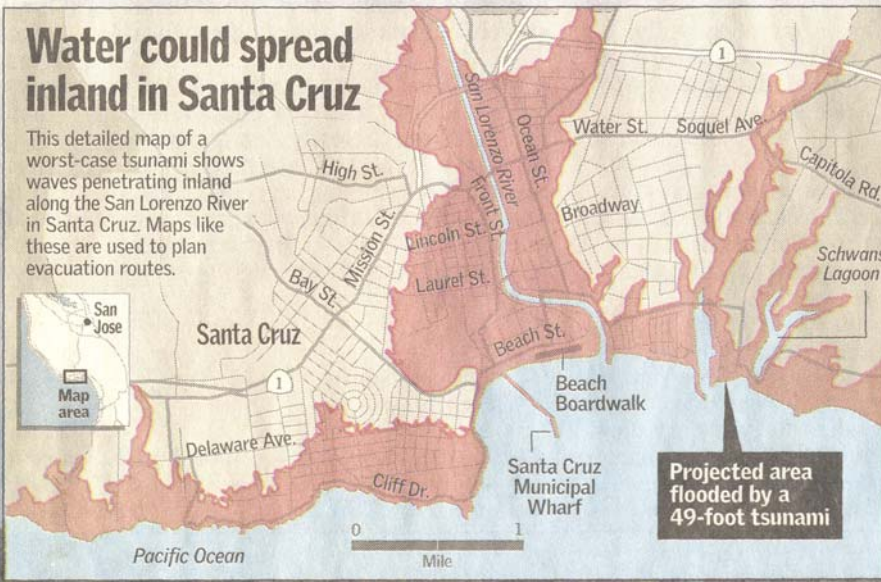 Water could spread
inland in Santa Cruz
This detailed map of a
worst-case tsunami shows
waves penetrating inland
along the San Lorenzo River
in Santa Cruz. Maps like
these are used to plan
evacuation routes.
San
Jose
Map
area
1
San Lorenzo River
Ocean St.
Water St.
Soquel Ave.
Capitola Rd.
High St.
Mission St.
Front St.
Broadway
Lincoln St.
Laurel St.
Bay St.
Schwans
Lagoon
Santa Cruz
Beach St.
1
Beach
Boardwalk
Delaware Ave.
Cliff Dr.
Santa Cruz
Municipal
Wharf
Projected area
flooded by a
49-foot tsunami
0
1
Mile
Pacific Ocean